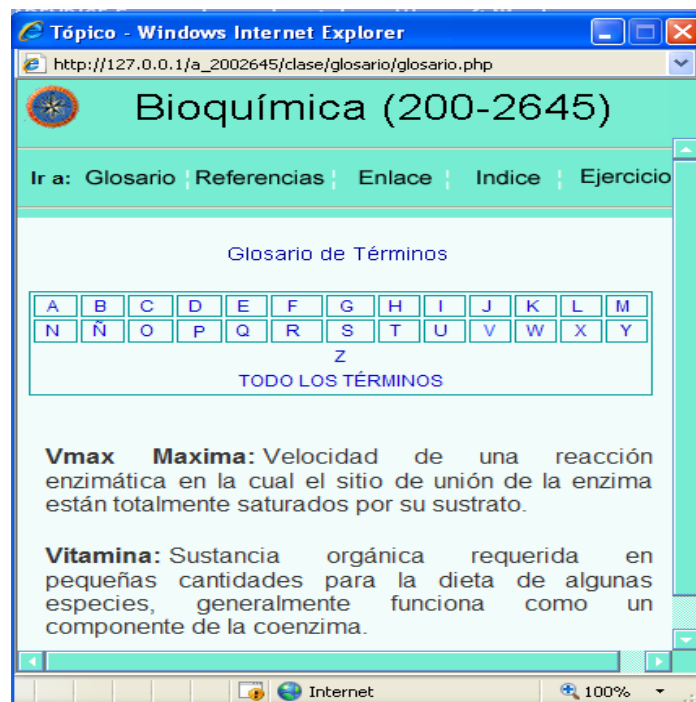 Tópico - Windows Internet Explorer
http://127.0.0.1/a_2002645/clase/glosario/glosario.php
Bioquímica (200-2645)
Ir a: Glosario Referencias Enlace Indice Ejercicio
Glosario de Términos
A B C D E F G H I J K L M
N Ñ O P Q R S T U V W X Y
Z
TODO LOS TÉRMINOS
Vmax Maxima: Velocidad de una reacción
enzimática en la cual el sitio de unión de la enzima
están totalmente saturados por su sustrato.
Vitamina: Sustancia orgánica requerida en
pequeñas cantidades para la dieta de algunas
especies, generalmente funciona como un
componente de la coenzima.
Internet 100%